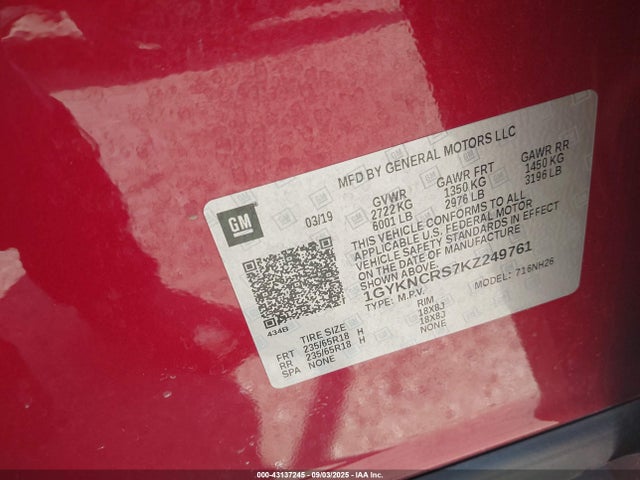 MFD BY GENERAL MOTORS LLC
GM
03/19
GVWR GAWR FRT GAWR RR
2722 KG 1350 KG 1450 KG
6001 LB 2976 LB 3196 LB
THIS VEHICLE CONFORMS TO ALL
APPLICABLE U.S. FEDERAL MOTOR
VEHICLE SAFETY STANDARDS IN EFFECT
ON THE DATE OF MANUFACTURE
SHOWN ABOVE.
1GYKNCRS7KZ249761
TYPE: M.P.V. MODEL: 716NH26
434B
TIRE SIZE RIM
FRT 235/65R18 H 18X8J
RR 235/65R18 H 18X8J
SPA NONE NONE
000-43137245 - 09/03/2025 - IAA Inc.